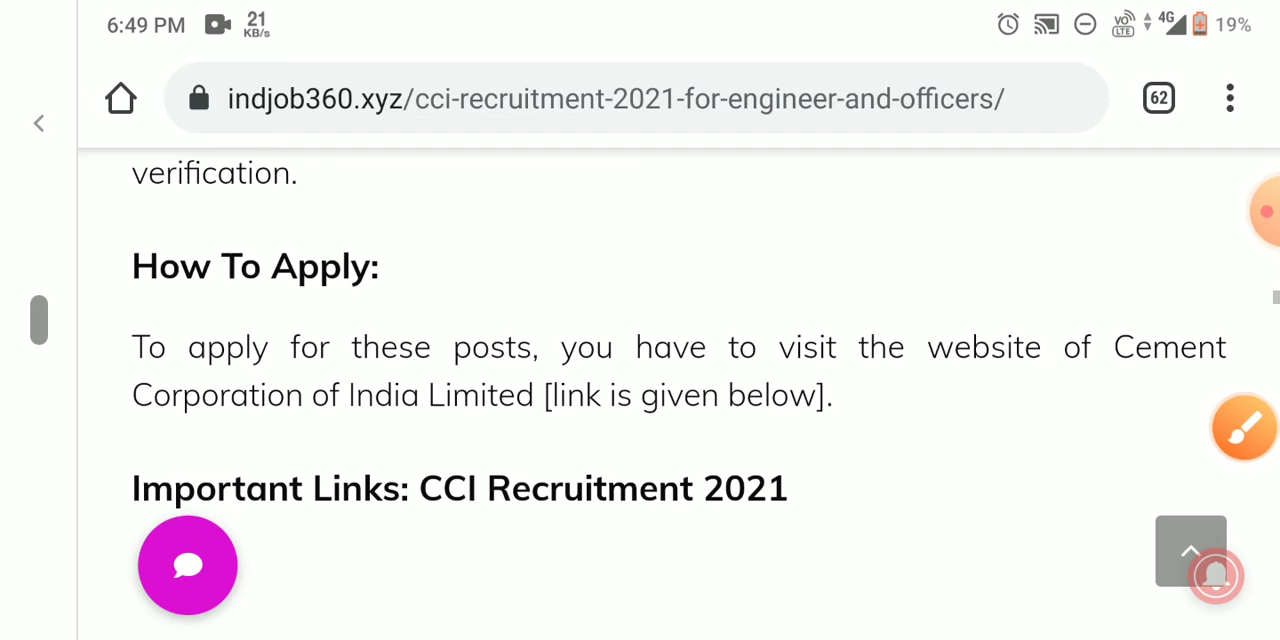 6:49 PM 21 KB/s VO LTE 4G 19%
indjob360.xyz/cci-recruitment-2021-for-engineer-and-officers/ 62
verification.
How To Apply:
To apply for these posts, you have to visit the website of Cement
Corporation of India Limited [link is given below].
Important Links: CCI Recruitment 2021